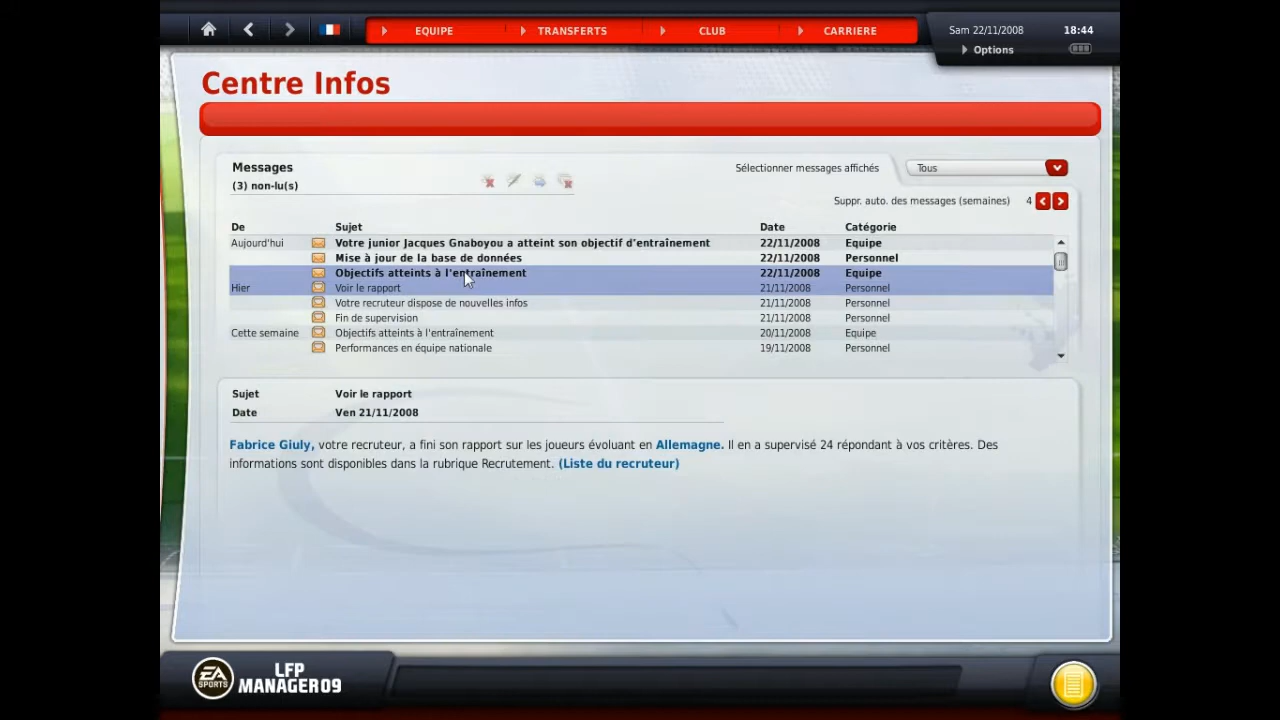 EQUIPE TRANSFERTS CLUB CARRIERE Sam 22/11/2008 18:44
Options
Centre Infos
Messages Sélectionner messages affichés Tous
(3) non-lu(s)
Suppr. auto. des messages (semaines) 4
De Sujet Date Catégorie
Aujourd'hui Votre junior Jacques Gnaboyou a atteint son objectif d'entraînement 22/11/2008 Equipe
Mise à jour de la base de données 22/11/2008 Personnel
Objectifs atteints à l'entraînement 22/11/2008 Equipe
Hier Voir le rapport 21/11/2008 Personnel
Votre recruteur dispose de nouvelles infos 21/11/2008 Personnel
Fin de supervision 21/11/2008 Personnel
Cette semaine Objectifs atteints à l'entraînement 20/11/2008 Equipe
Performances en équipe nationale 19/11/2008 Personnel
Sujet Voir le rapport
Date Ven 21/11/2008
Fabrice Giuly, votre recruteur, a fini son rapport sur les joueurs évoluant en Allemagne. Il en a supervisé 24 répondant à vos critères. Des
informations sont disponibles dans la rubrique Recrutement. (Liste du recruteur)
EA SPORTS LFP
MANAGER09